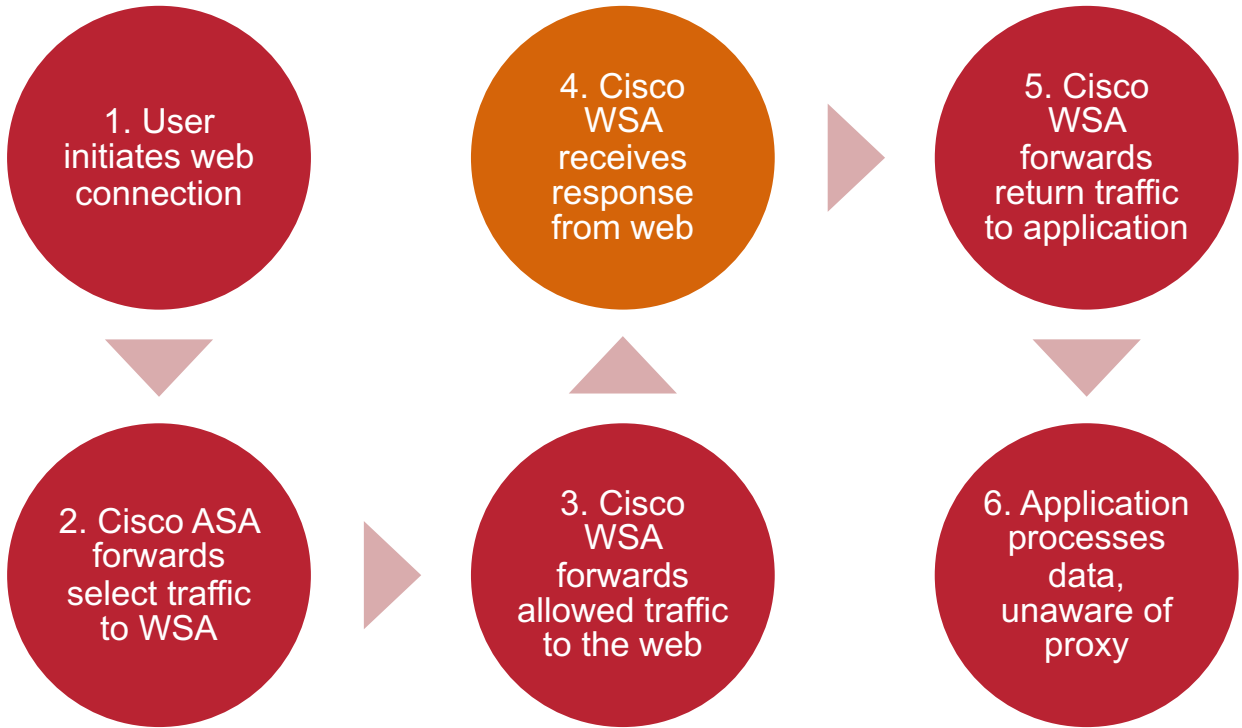 1. User
initiates web
connection
2. Cisco ASA
forwards
select traffic
to WSA
3. Cisco
WSA
forwards
allowed traffic
to the web
4. Cisco
WSA
receives
response
from web
5. Cisco
WSA
forwards
return traffic
to application
6. Application
processes
data,
unaware of
proxy